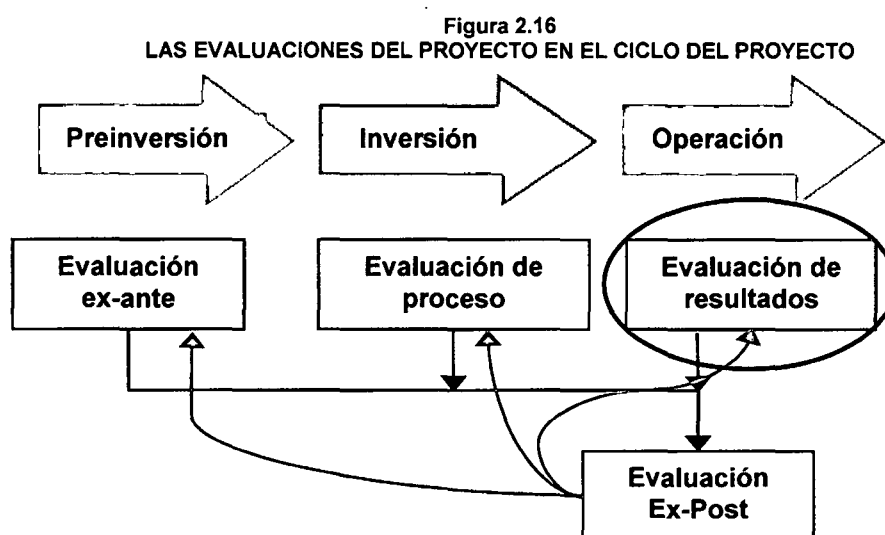 Figura 2.16
LAS EVALUACIONES DEL PROYECTO EN EL CICLO DEL PROYECTO
Preinversión
Inversión
Operación
Evaluación
ex-ante
Evaluación de
proceso
Evaluación de
resultados
Evaluación
Ex-Post